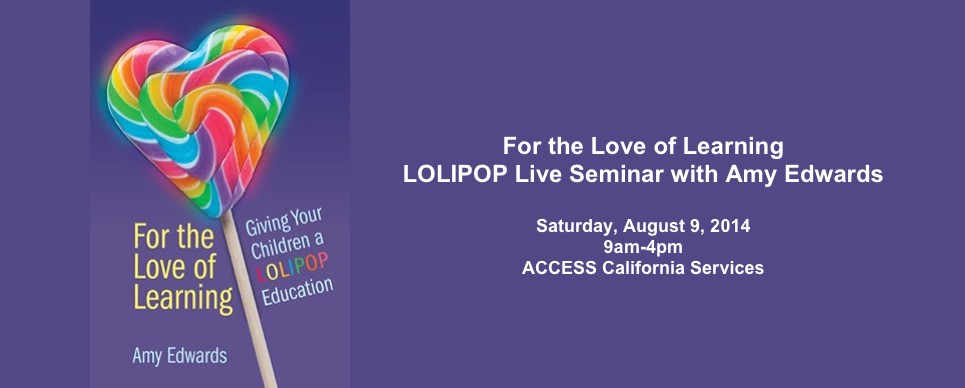 For the
Love of
Learning
Giving Your
Children a
LOLIPOP
Education
Amy Edwards
For the Love of Learning
LOLIPOP Live Seminar with Amy Edwards
Saturday, August 9, 2014
9am-4pm
ACCESS California Services